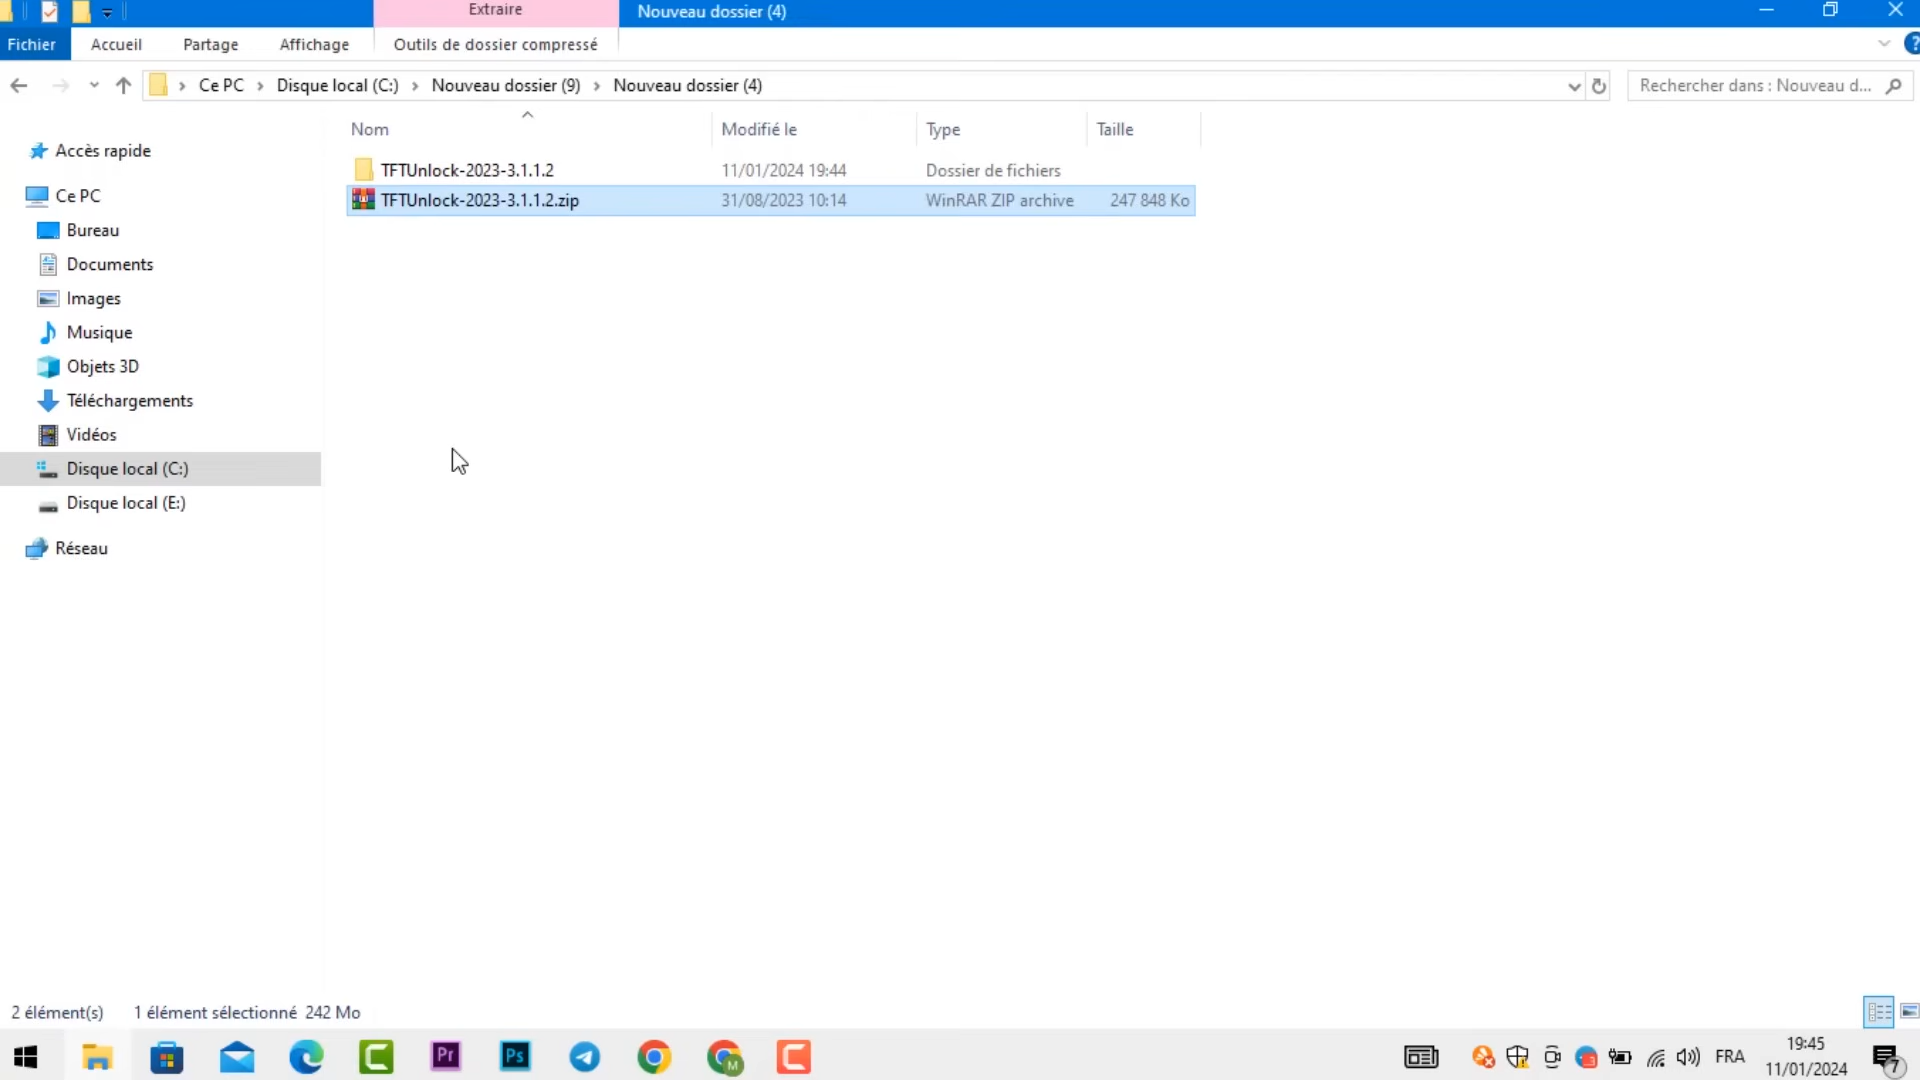 Extraire
Nouveau dossier (4)
Fichier Accueil Partage Affichage Outils de dossier compressé
Ce PC Disque local (C:) Nouveau dossier (9) Nouveau dossier (4)
Rechercher dans : Nouveau d...
Nom Modifié le Type Taille
TFTUnlock-2023-3.1.1.2 11/01/2024 19:44 Dossier de fichiers
TFTUnlock-2023-3.1.1.2.zip 31/08/2023 10:14 WinRAR ZIP archive 247 848 Ko
Accès rapide
Ce PC
Bureau
Documents
Images
Musique
Objets 3D
Téléchargements
Vidéos
Disque local (C:)
Disque local (E:)
Réseau
2 élément(s) 1 élément sélectionné 242 Mo
Pr
Ps
M
FRA
19:45
11/01/2024
7